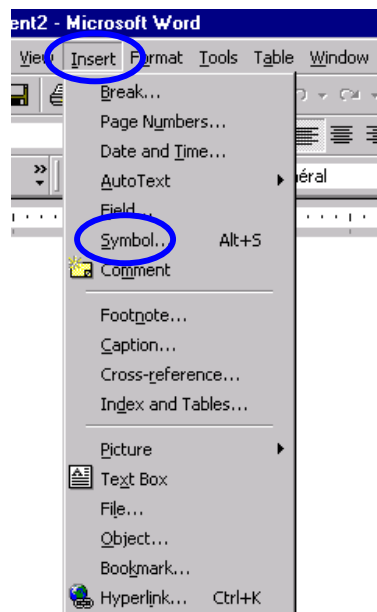 ent2 - Microsoft Word
View Insert Format Tools Table Window
Break...
Page Numbers...
Date and Time...
» AutoText éral
Field...
Symbol... Alt+S
Comment
Footnote...
Caption...
Cross-reference...
Index and Tables...
Picture
Text Box
File...
Object...
Bookmark...
Hyperlink... Ctrl+K